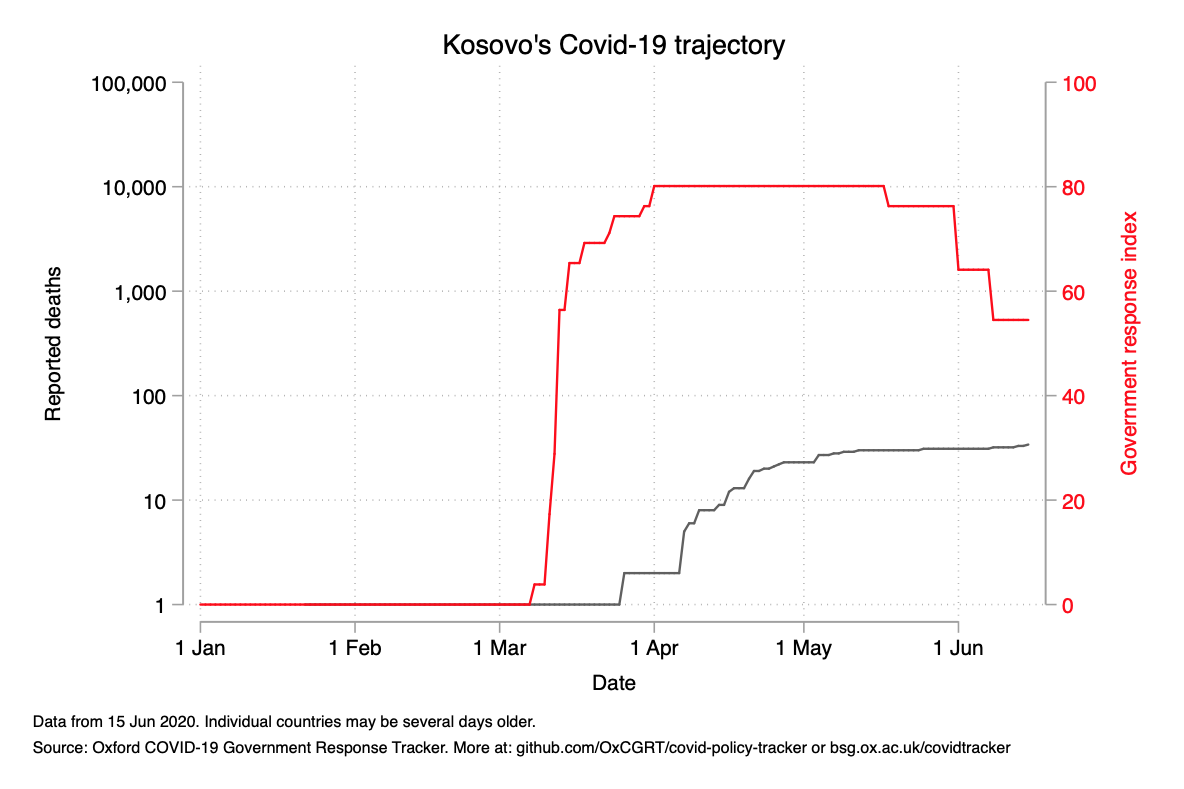 Kosovo's Covid-19 trajectory
100,000
10,000
1,000
100
10
1
Reported deaths
100
80
60
40
20
0
Government response index
1 Jan
1 Feb
1 Mar
1 Apr
1 May
1 Jun
Date
Data from 15 Jun 2020. Individual countries may be several days older.
Source: Oxford COVID-19 Government Response Tracker. More at: github.com/OxCGRT/covid-policy-tracker or bsg.ox.ac.uk/covidtracker